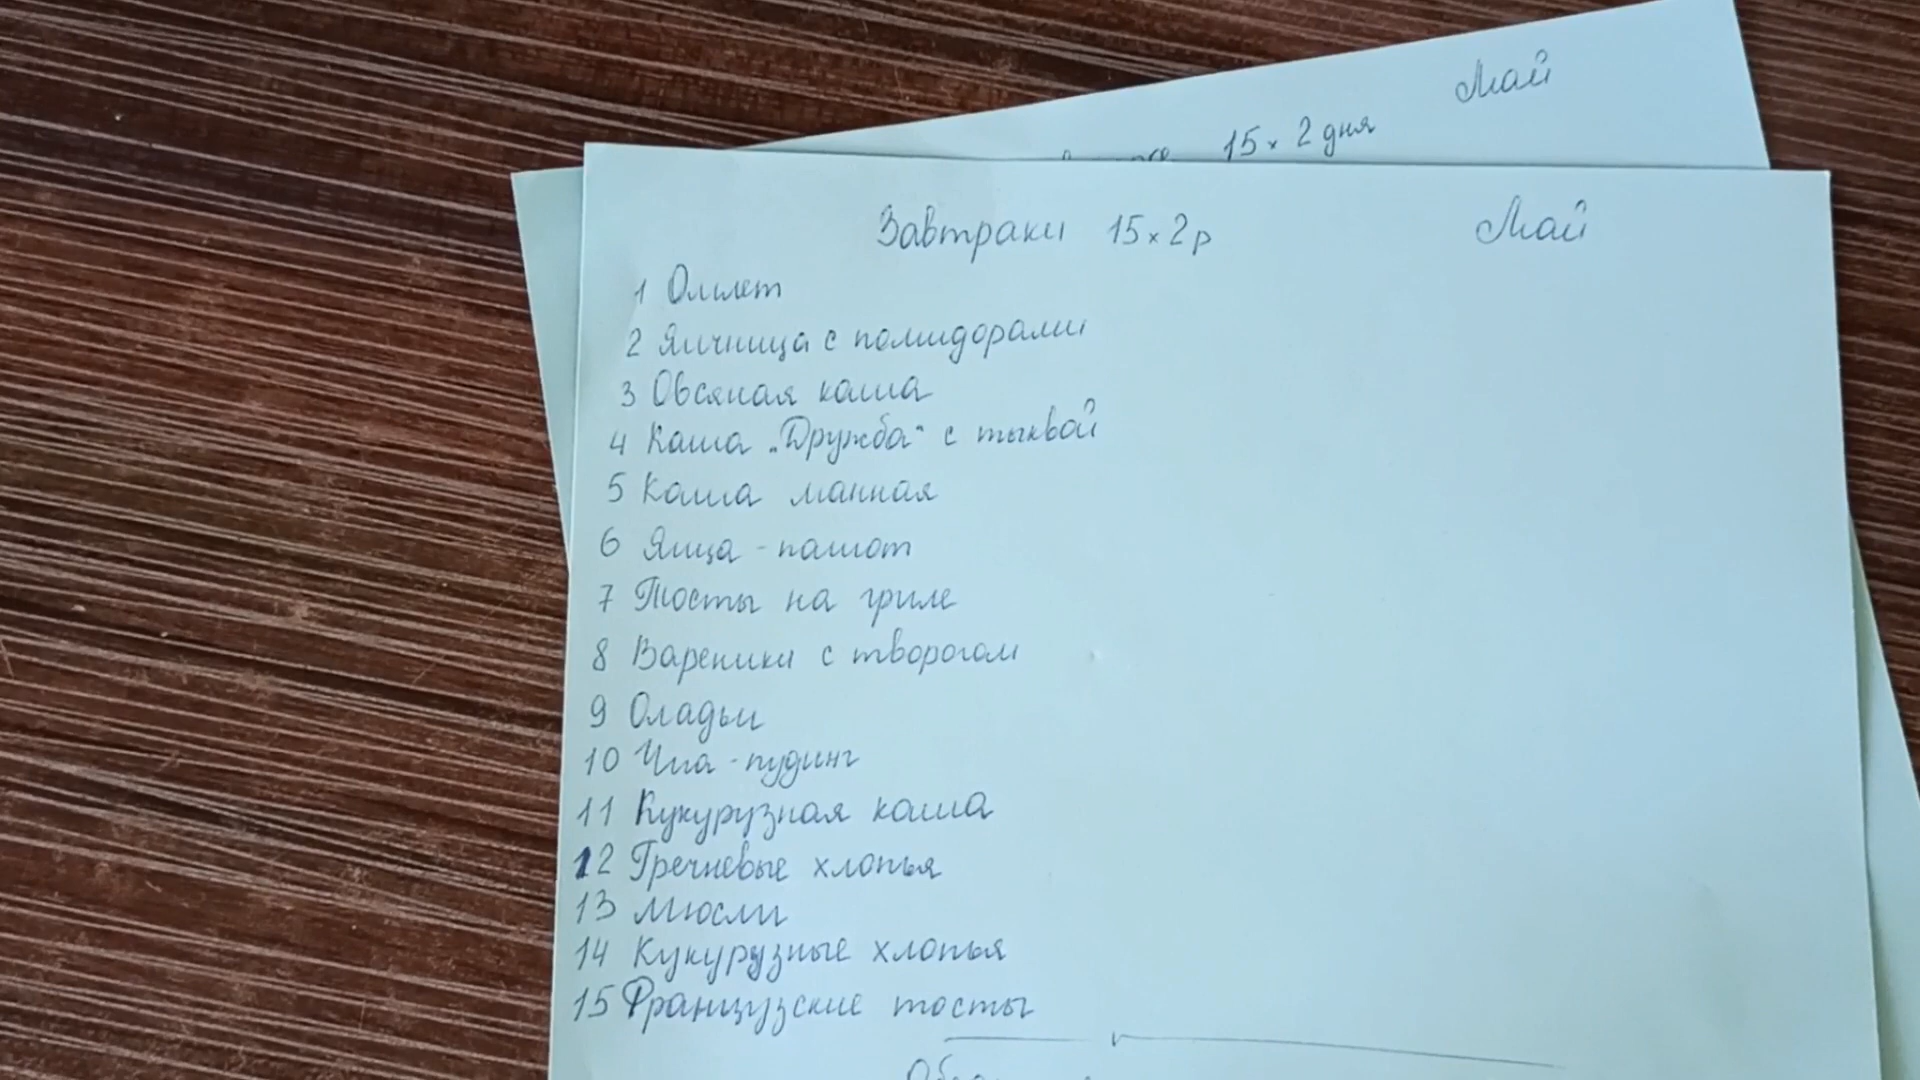 Май
15 x 2 дня
Завтраки 15 x 2 р Май
1 Омлет
2 Яичница с помидорами
3 Овсяная каша
4 Каша „Дружба“ с тыквой
5 Каша манная
6 Яица - пашот
7 Тосты на гриле
8 Вареники с творогом
9 Оладьи
10 Чиа - пудинг
11 Кукурузная каша
12 Гречневые хлопья
13 Мюсли
14 Кукурузные хлопья
15 Французские тосты